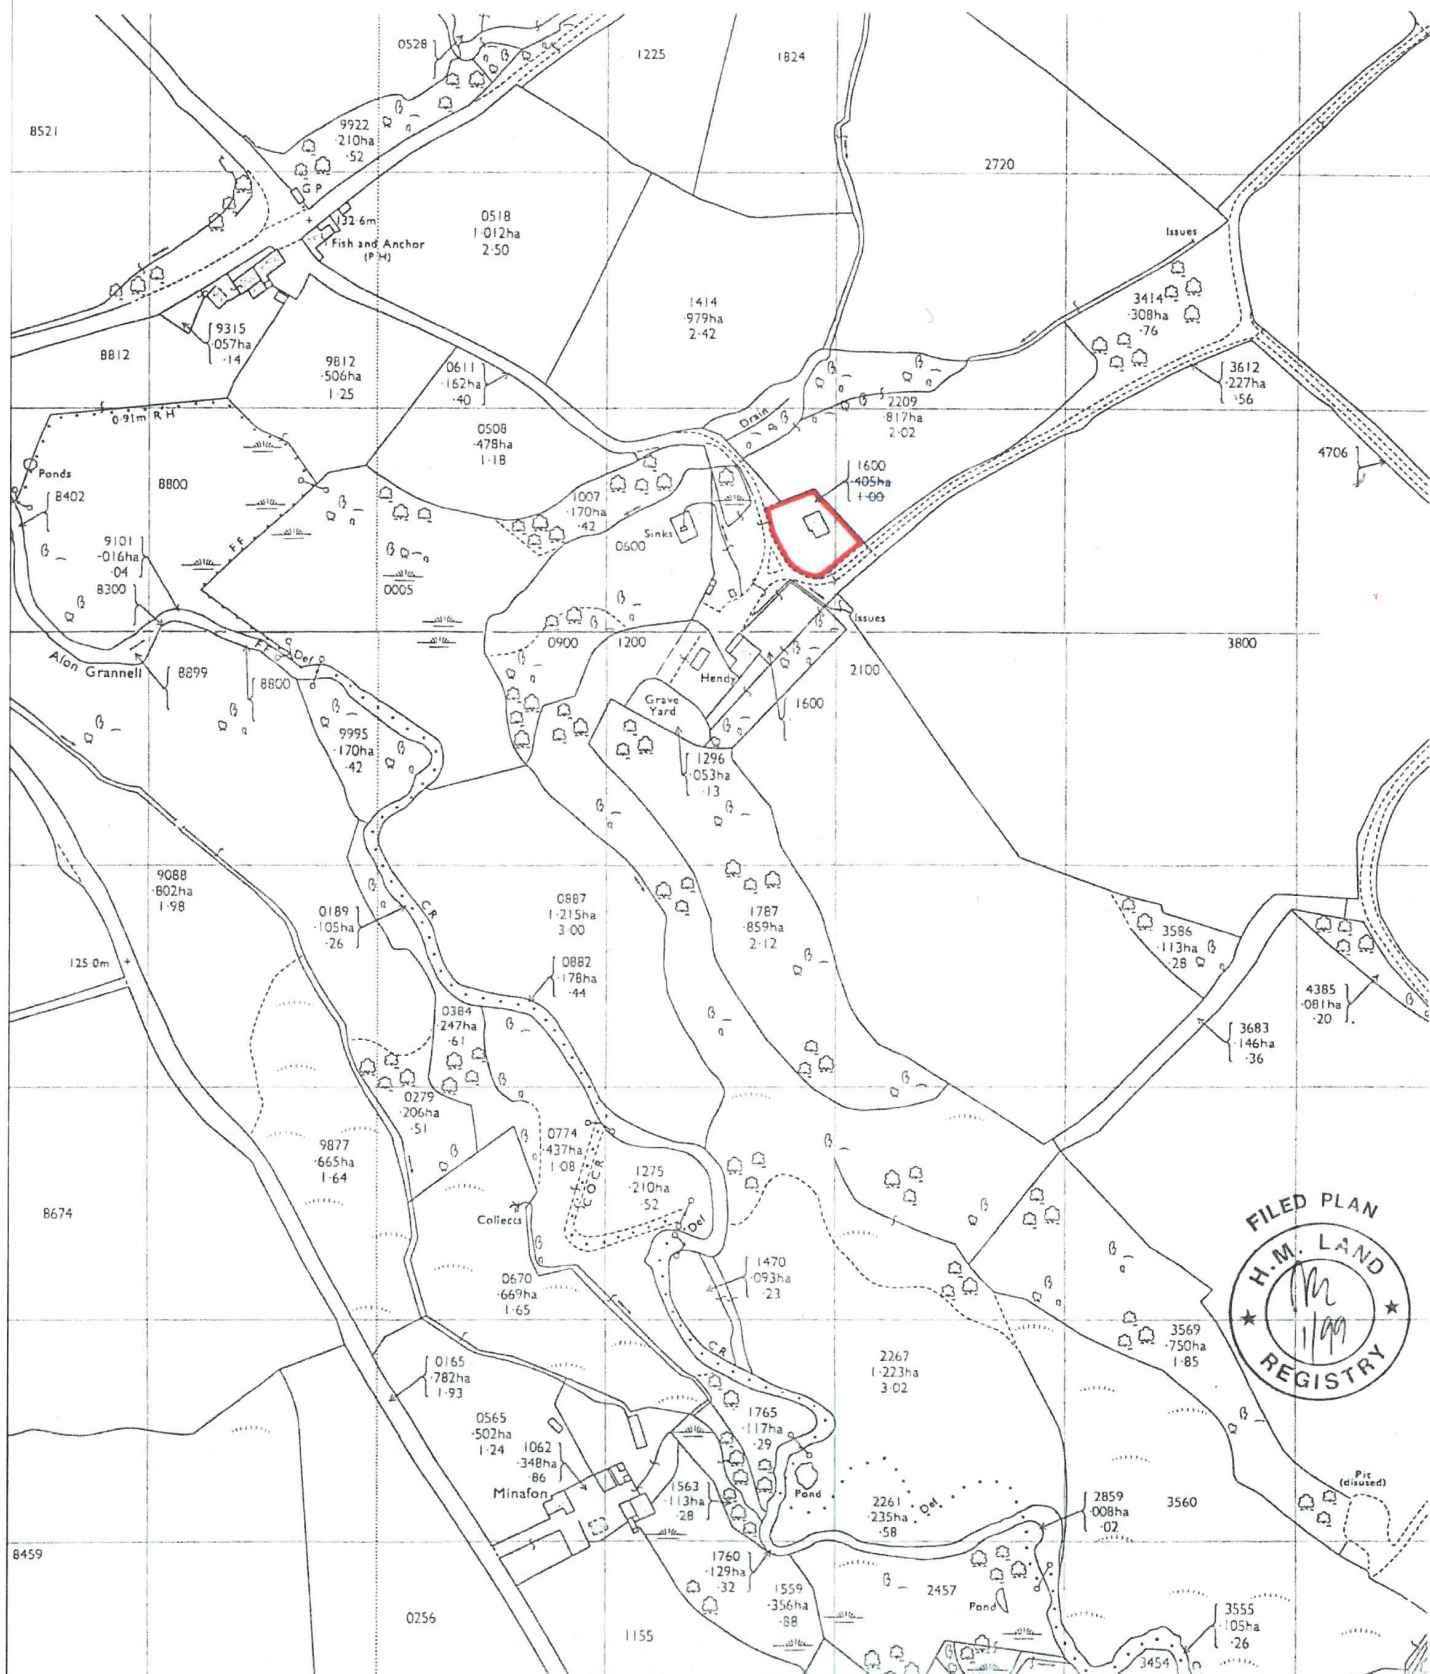 0528
1225
1824
8521
9922
·210ha
·52
2720
G P
132·6m
Fish and Anchor
(P H)
0518
1·012ha
2·50
Issues
1414
·979ha
2·42
3414
·308ha
·76
9315
·057ha
·14
8812
9812
·506ha
1·25
0611
·162ha
·40
3612
·227ha
·56
2209
·817ha
2·02
Drain
0·91m R H
0508
·478ha
1·18
4706
Ponds
8402
8800
1600
·405ha
1·00
1007
·170ha
·42
Sinks
0600
F F
9101
·016ha
·04
8300
0005
Issues
0900
1200
3800
Afon Grannell
8899
F F
Def
8800
2100
Hendy
1600
Grave
Yard
9995
·170ha
·42
1296
·053ha
·13
9088
·802ha
1·98
0189
·105ha
·26
C R
0887
1·215ha
3·00
1787
·859ha
2·12
3586
·113ha
·28
125·0m
0882
·178ha
·44
4385
·081ha
·20
0384
·247ha
·61
3683
·146ha
·36
0279
·206ha
·51
9877
·665ha
1·64
0774
·437ha
1·08
C O C R
1275
·210ha
·52
8674
Collects
Def
FILED PLAN
H.M. LAND
1/99
REGISTRY
1470
·093ha
·23
0670
·669ha
1·65
C R
3569
·750ha
1·85
2267
1·223ha
3·02
0165
·782ha
1·93
0565
·502ha
1·24
1765
·117ha
·29
1062
·348ha
·86
Minafon
1563
·113ha
·28
Pond
2261
·235ha
·58
Def
2859
·008ha
·02
3560
Pit
(disused)
8459
1760
·129ha
·32
1559
·356ha
·88
2457
Pond
0256
1155
3555
·105ha
·26
3454